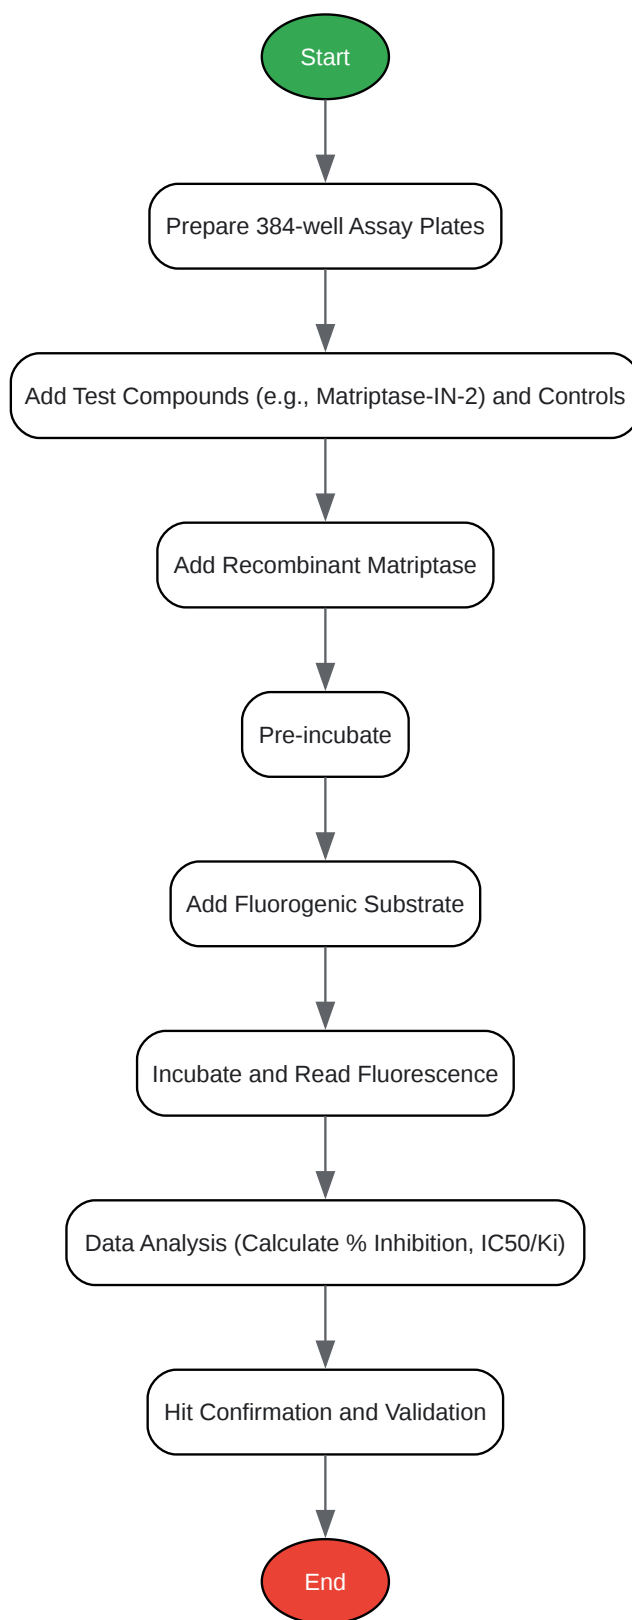 Start
Prepare 384-well Assay Plates
Add Test Compounds (e.g., Matriptase-IN-2) and Controls
Add Recombinant Matriptase
Pre-incubate
Add Fluorogenic Substrate
Incubate and Read Fluorescence
Data Analysis (Calculate % Inhibition, IC50/Ki)
Hit Confirmation and Validation
End